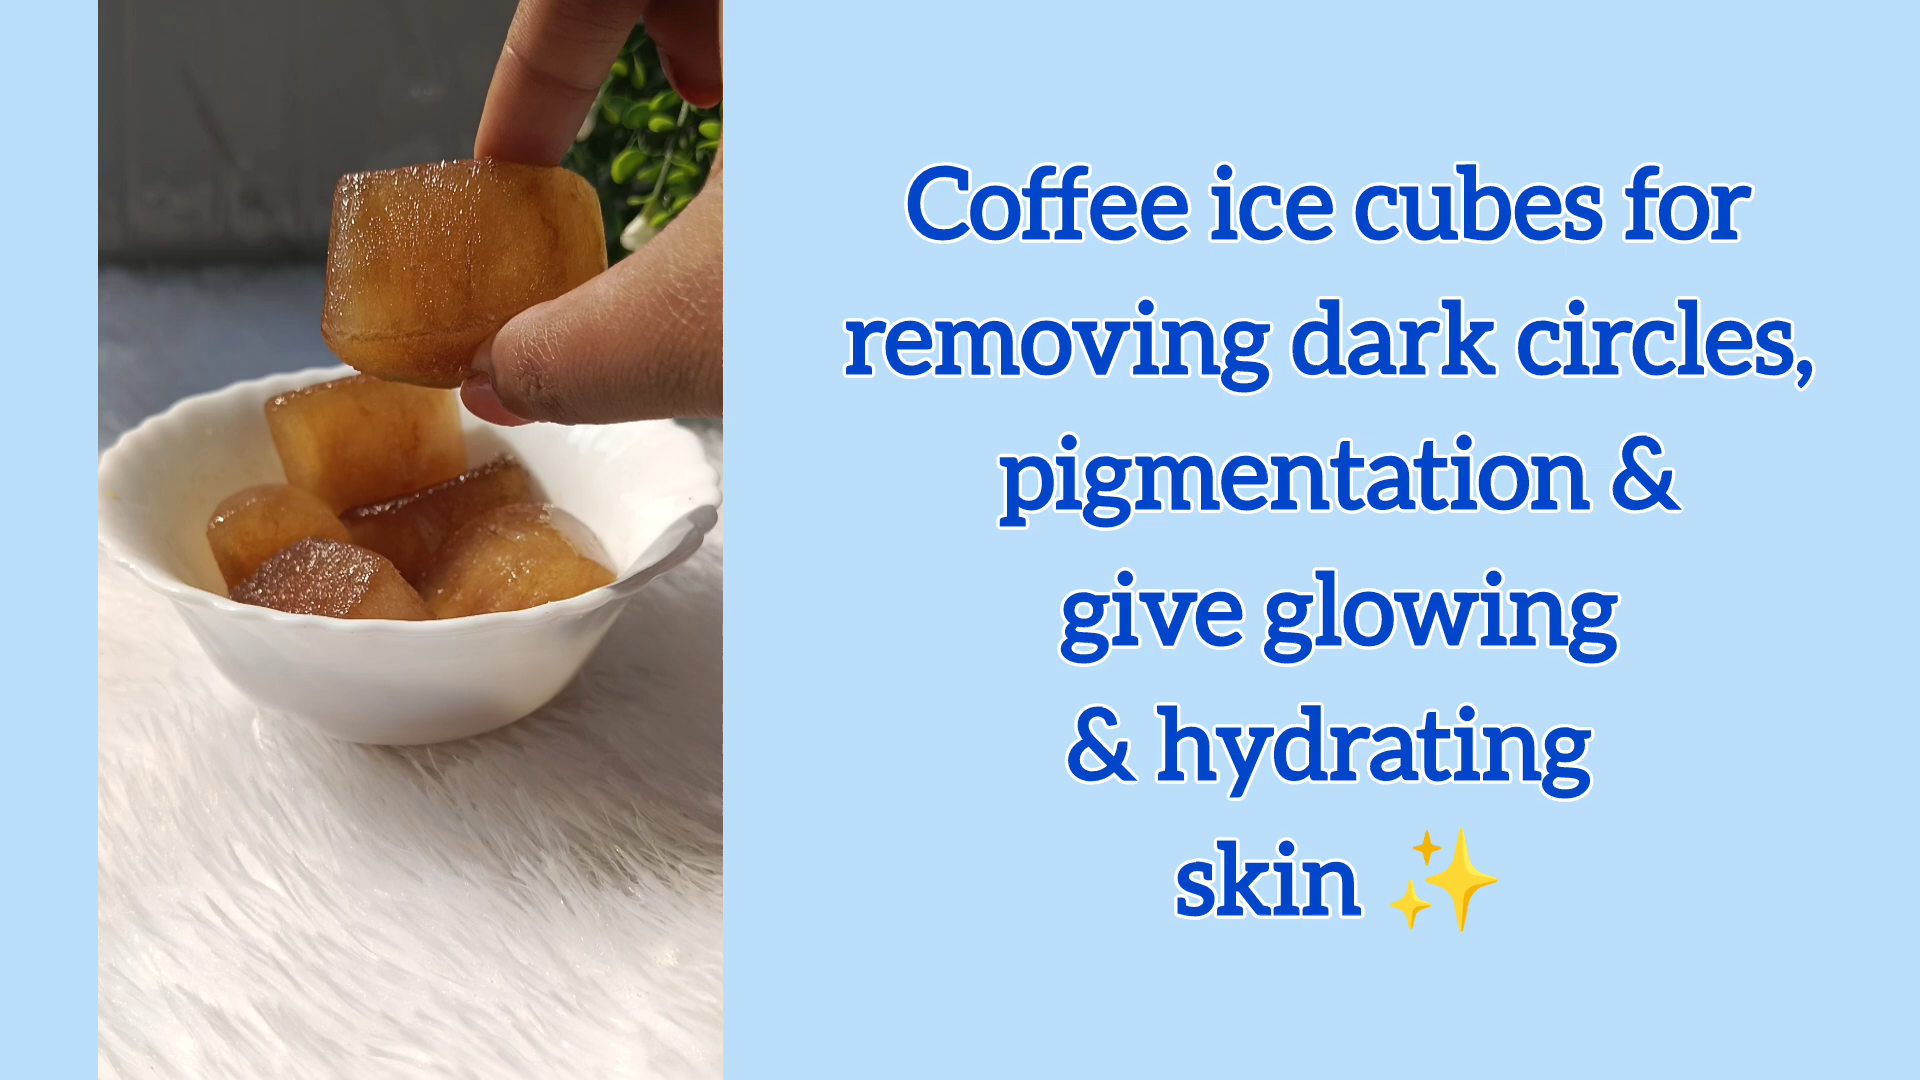 Coffee ice cubes for
removing dark circles,
pigmentation &
give glowing
& hydrating
skin ✨